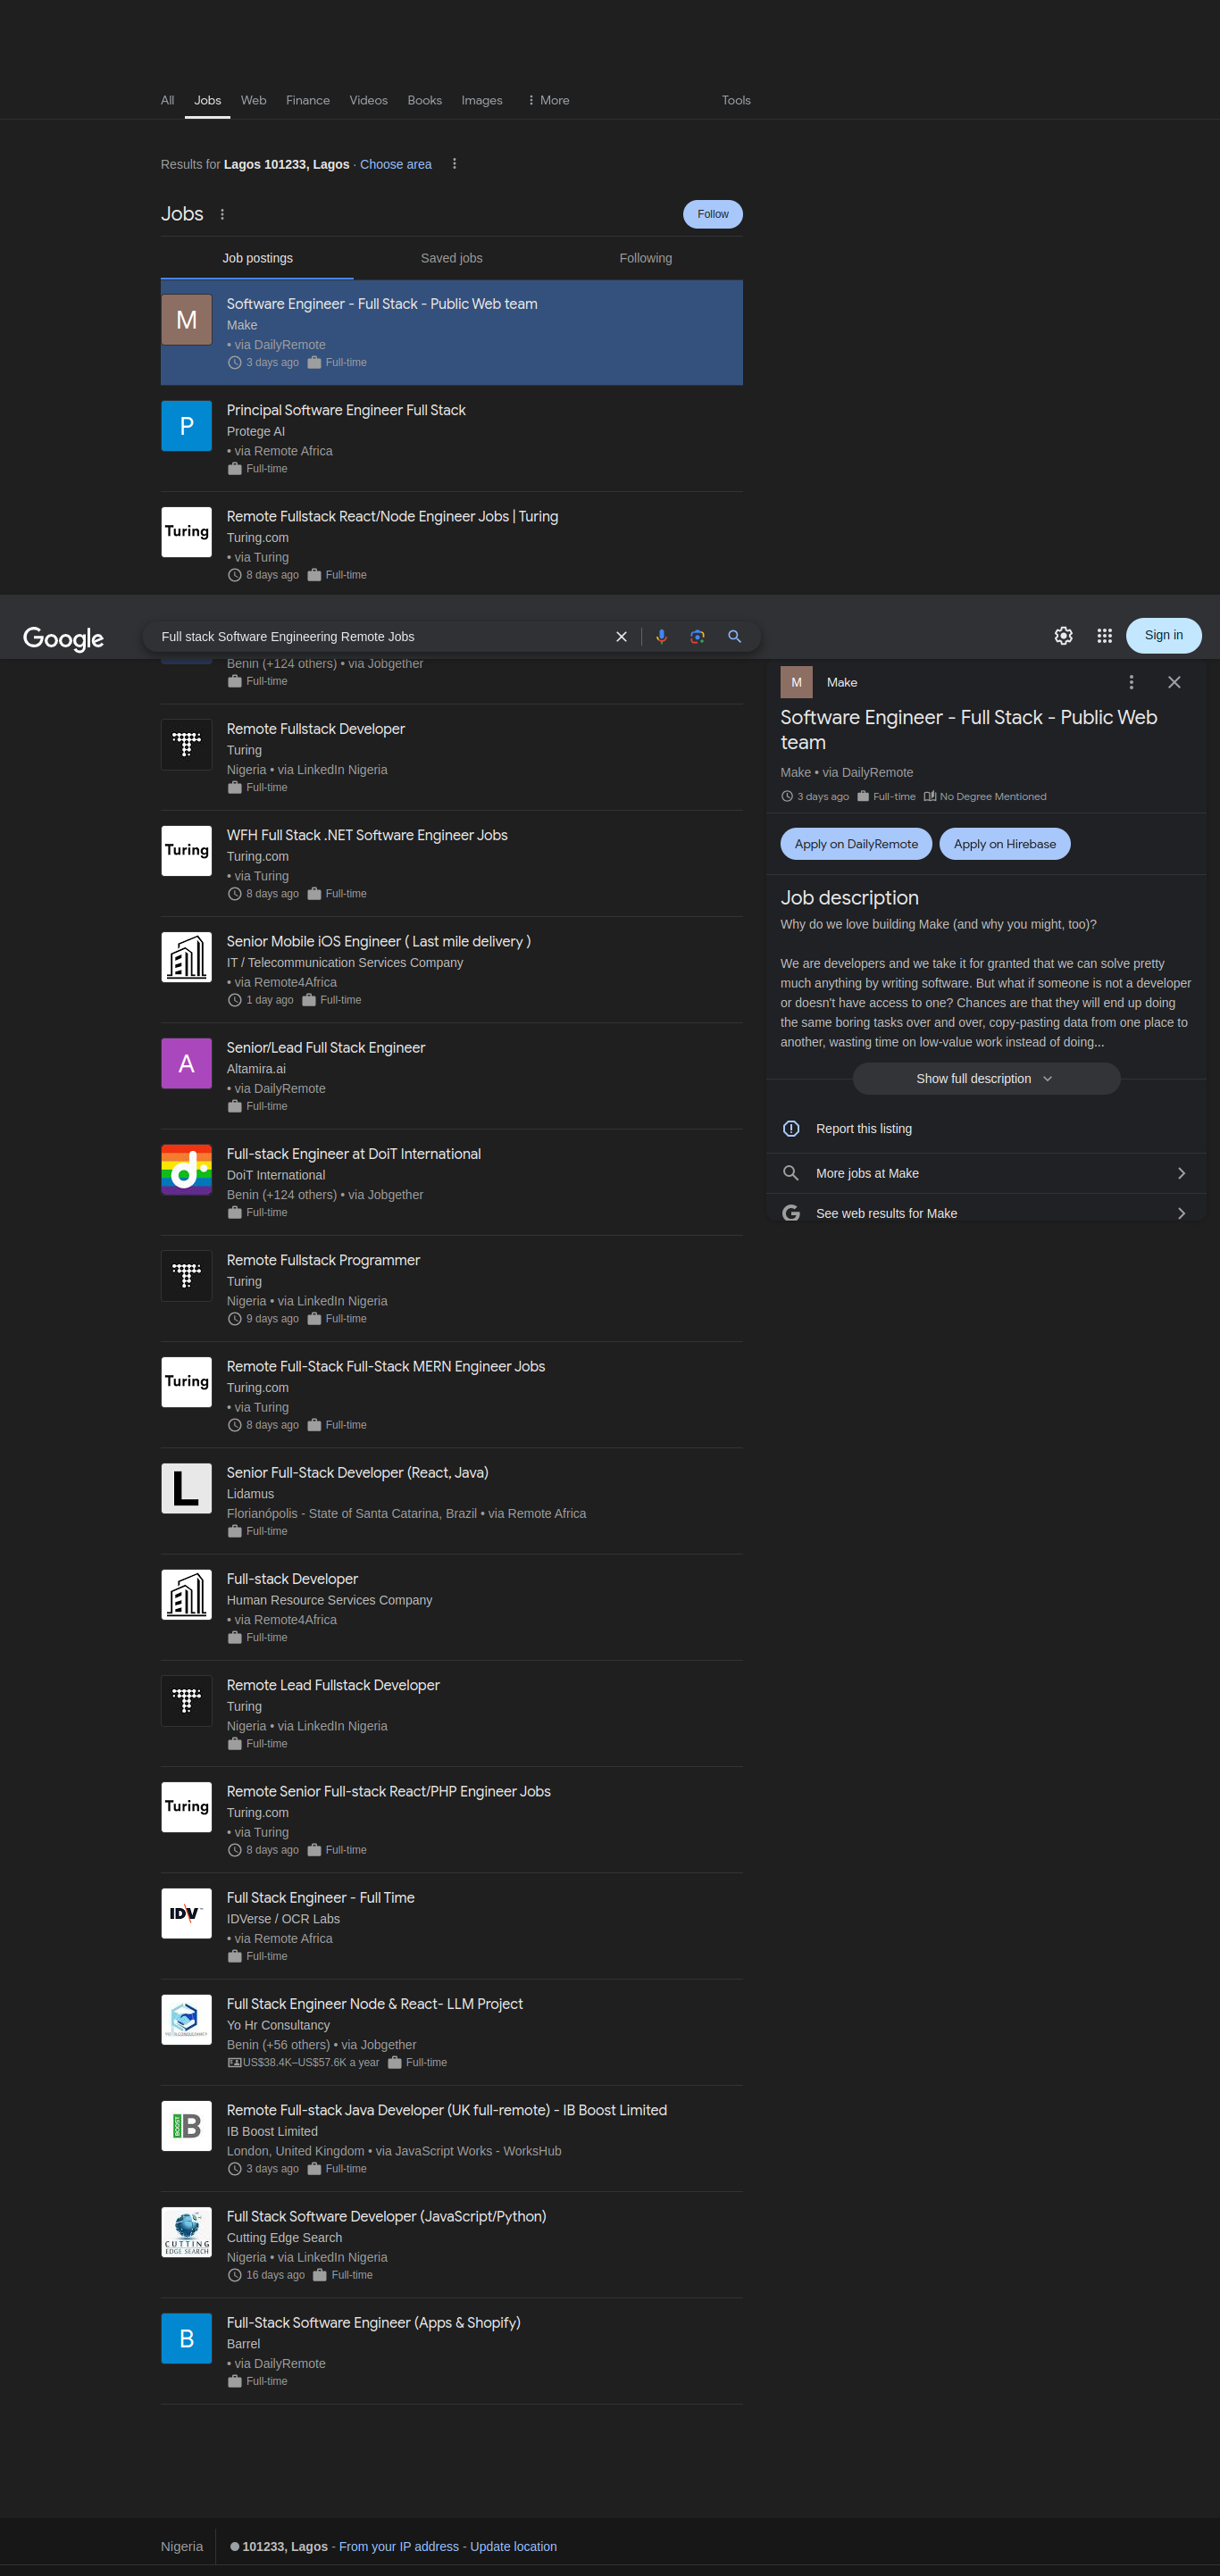 All Jobs Web Finance Videos Books Images More Tools
Results for Lagos 101233, Lagos · Choose area
Jobs
Follow
Job postings Saved jobs Following
M
Software Engineer - Full Stack - Public Web team
Make
• via DailyRemote
3 days ago Full-time
P
Principal Software Engineer Full Stack
Protege AI
• via Remote Africa
Full-time
Turing
Remote Fullstack React/Node Engineer Jobs | Turing
Turing.com
• via Turing
8 days ago Full-time
Google
Full stack Software Engineering Remote Jobs
Sign in
Benin (+124 others) • via Jobgether
Full-time
Remote Fullstack Developer
Turing
Nigeria • via LinkedIn Nigeria
Full-time
Turing
WFH Full Stack .NET Software Engineer Jobs
Turing.com
• via Turing
8 days ago Full-time
Senior Mobile iOS Engineer ( Last mile delivery )
IT / Telecommunication Services Company
• via Remote4Africa
1 day ago Full-time
A
Senior/Lead Full Stack Engineer
Altamira.ai
• via DailyRemote
Full-time
d
Full-stack Engineer at DoiT International
DoiT International
Benin (+124 others) • via Jobgether
Full-time
Remote Fullstack Programmer
Turing
Nigeria • via LinkedIn Nigeria
9 days ago Full-time
Turing
Remote Full-Stack Full-Stack MERN Engineer Jobs
Turing.com
• via Turing
8 days ago Full-time
L
Senior Full-Stack Developer (React, Java)
Lidamus
Florianópolis - State of Santa Catarina, Brazil • via Remote Africa
Full-time
Full-stack Developer
Human Resource Services Company
• via Remote4Africa
Full-time
Remote Lead Fullstack Developer
Turing
Nigeria • via LinkedIn Nigeria
Full-time
Turing
Remote Senior Full-stack React/PHP Engineer Jobs
Turing.com
• via Turing
8 days ago Full-time
IDV
Full Stack Engineer - Full Time
IDVerse / OCR Labs
• via Remote Africa
Full-time
Full Stack Engineer Node & React- LLM Project
Yo Hr Consultancy
Benin (+56 others) • via Jobgether
US$38.4K–US$57.6K a year Full-time
BOOST
IB
Remote Full-stack Java Developer (UK full-remote) - IB Boost Limited
IB Boost Limited
London, United Kingdom • via JavaScript Works - WorksHub
3 days ago Full-time
CUTTING
EDGE SEARCH
Full Stack Software Developer (JavaScript/Python)
Cutting Edge Search
Nigeria • via LinkedIn Nigeria
16 days ago Full-time
B
Full-Stack Software Engineer (Apps & Shopify)
Barrel
• via DailyRemote
Full-time
M Make
Software Engineer - Full Stack - Public Web
team
Make • via DailyRemote
3 days ago Full-time No Degree Mentioned
Apply on DailyRemote Apply on Hirebase
Job description
Why do we love building Make (and why you might, too)?
We are developers and we take it for granted that we can solve pretty
much anything by writing software. But what if someone is not a developer
or doesn't have access to one? Chances are that they will end up doing
the same boring tasks over and over, copy-pasting data from one place to
another, wasting time on low-value work instead of doing...
Show full description
Report this listing
More jobs at Make
G See web results for Make
Nigeria
101233, Lagos - From your IP address - Update location